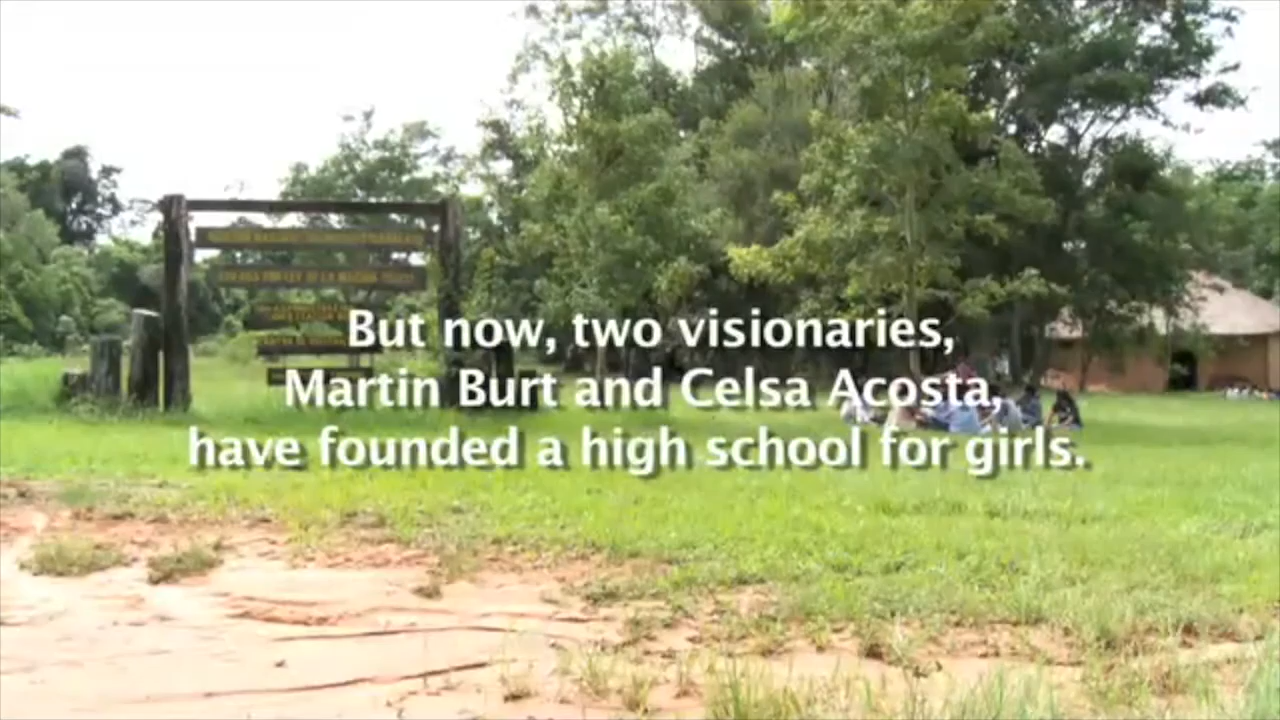 But now, two visionaries,
Martin Burt and Celsa Acosta,
have founded a high school for girls.